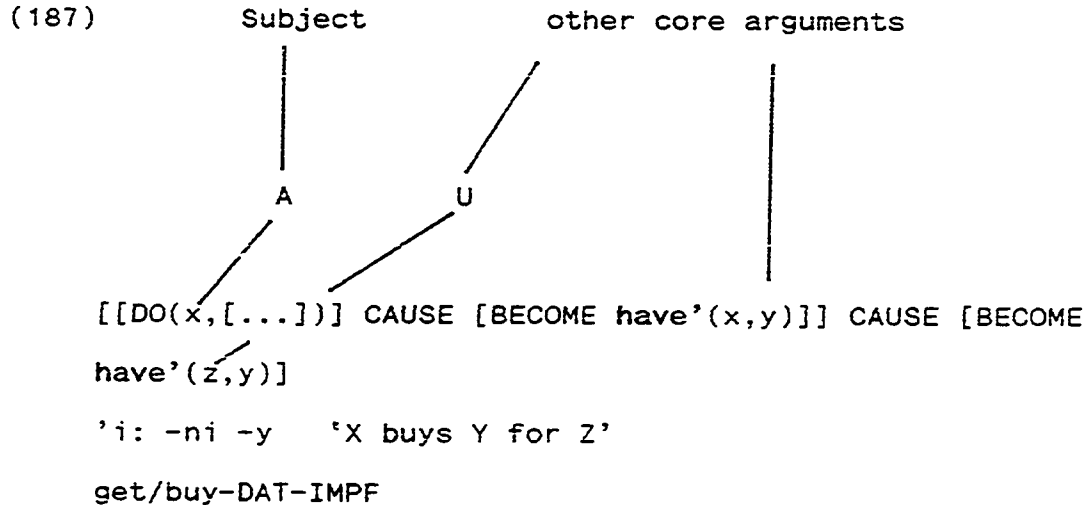 (187) Subject other core arguments
A U
[[DO(x,[...])] CAUSE [BECOME have'(x,y)]] CAUSE [BECOME
have'(z,y)]
'i: -ni -y 'X buys Y for Z'
get/buy-DAT-IMPF